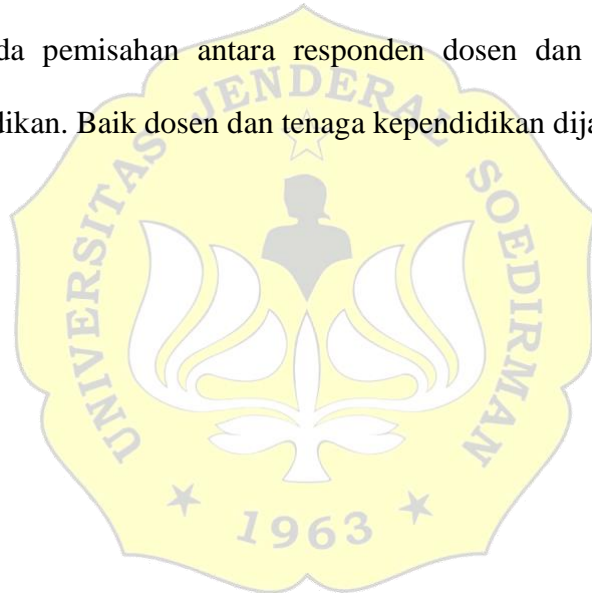 da pemisahan antara responden dosen dan
dikan. Baik dosen dan tenaga kependidikan dija
UNIVERSITAS JENDERAL SOEDIRMAN
1963